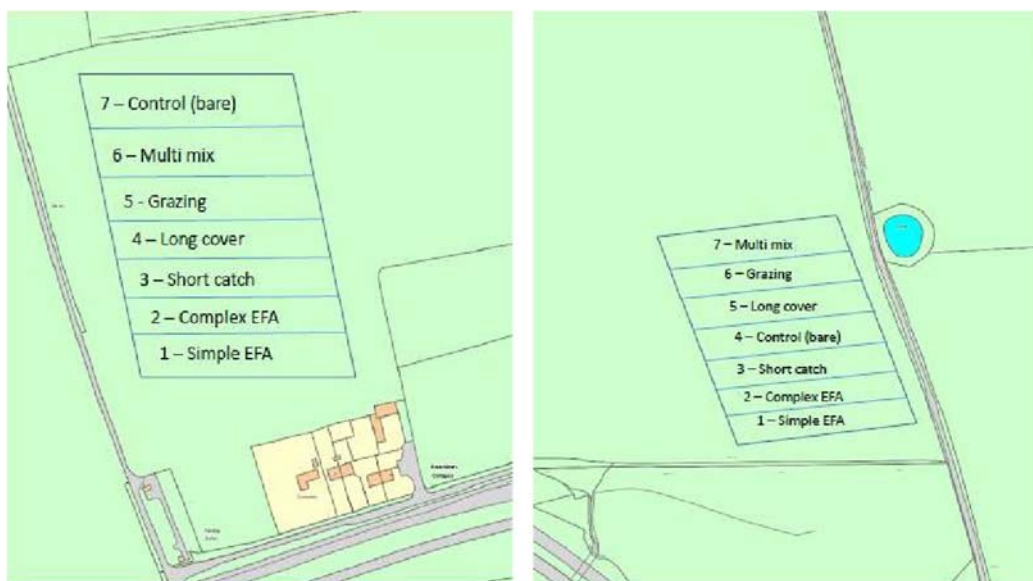 7 – Control (bare)
6 – Multi mix
5 - Grazing
4 – Long cover
3 – Short catch
2 – Complex EFA
1 – Simple EFA
7 – Multi mix
6 – Grazing
5 – Long cover
4 – Control (bare)
3 – Short catch
2 – Complex EFA
1 – Simple EFA